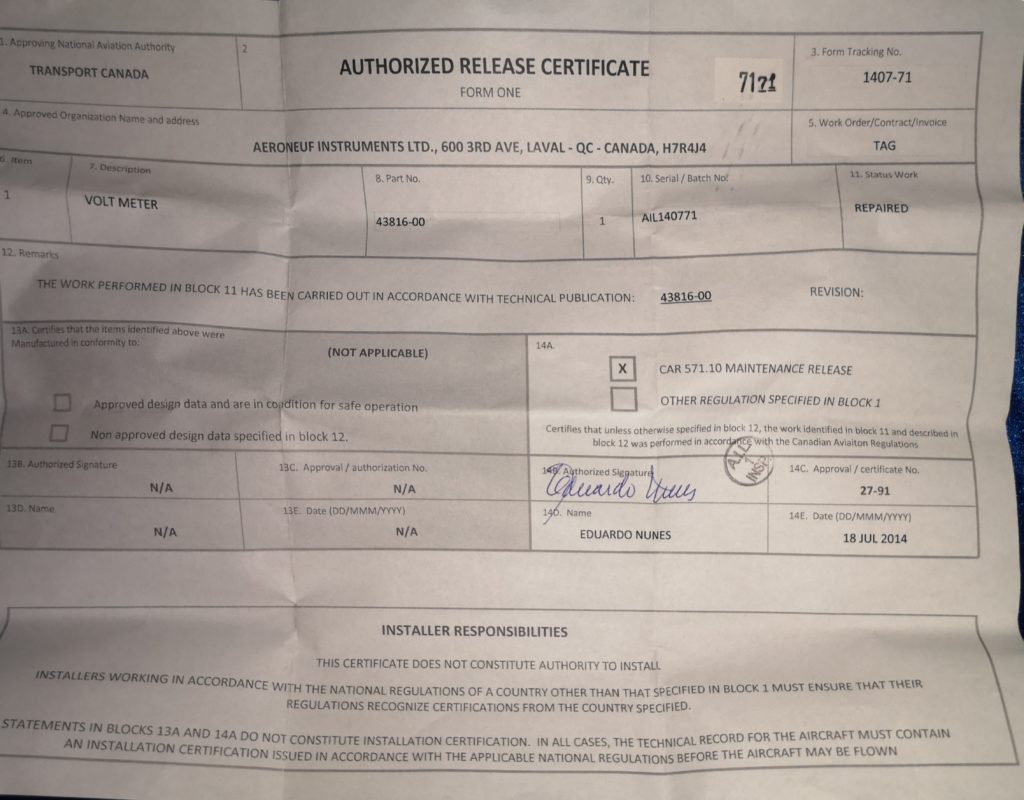 1. Approving National Aviation Authority
TRANSPORT CANADA
2
AUTHORIZED RELEASE CERTIFICATE
FORM ONE
7171
3. Form Tracking No.
1407-71
4. Approved Organization Name and address
AERONEUF INSTRUMENTS LTD., 600 3RD AVE, LAVAL - QC - CANADA, H7R4J4
5. Work Order/Contract/Invoice
TAG
6. Item
1
7. Description
VOLT METER
8. Part No.
43816-00
9. Qty.
1
10. Serial / Batch No.
AIL140771
11. Status Work
REPAIRED
12. Remarks
THE WORK PERFORMED IN BLOCK 11 HAS BEEN CARRIED OUT IN ACCORDANCE WITH TECHNICAL PUBLICATION: 43816-00 REVISION:
13A. Certifies that the items identified above were
Manufactured in conformity to:
(NOT APPLICABLE)
Approved design data and are in condition for safe operation
Non approved design data specified in block 12.
14A.
X CAR 571.10 MAINTENANCE RELEASE
OTHER REGULATION SPECIFIED IN BLOCK 1
Certifies that unless otherwise specified in block 12, the work identified in block 11 and described in
block 12 was performed in accordance with the Canadian Aviaiton Regulations
13B. Authorized Signature
N/A
13C. Approval / authorization No.
N/A
14B. Authorized Signature
Eduardo Nunes
A.I.L.
1
INSP.
14C. Approval / certificate No.
27-91
13D. Name
N/A
13E. Date (DD/MMM/YYYY)
N/A
14D. Name
EDUARDO NUNES
14E. Date (DD/MMM/YYYY)
18 JUL 2014
INSTALLER RESPONSIBILITIES
THIS CERTIFICATE DOES NOT CONSTITUTE AUTHORITY TO INSTALL
INSTALLERS WORKING IN ACCORDANCE WITH THE NATIONAL REGULATIONS OF A COUNTRY OTHER THAN THAT SPECIFIED IN BLOCK 1 MUST ENSURE THAT THEIR
REGULATIONS RECOGNIZE CERTIFICATIONS FROM THE COUNTRY SPECIFIED.
STATEMENTS IN BLOCKS 13A AND 14A DO NOT CONSTITUTE INSTALLATION CERTIFICATION. IN ALL CASES, THE TECHNICAL RECORD FOR THE AIRCRAFT MUST CONTAIN
AN INSTALLATION CERTIFICATION ISSUED IN ACCORDANCE WITH THE APPLICABLE NATIONAL REGULATIONS BEFORE THE AIRCRAFT MAY BE FLOWN